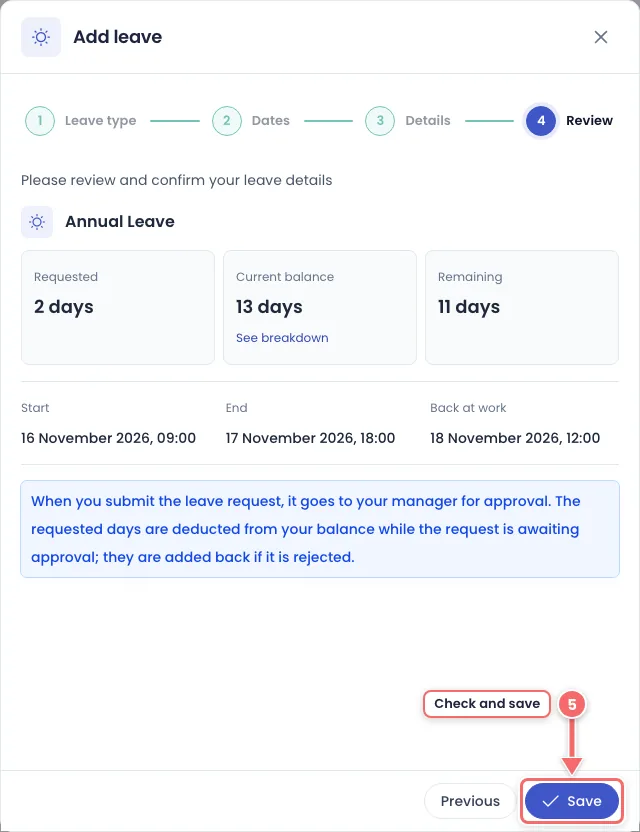 Add leave
1 Leave type 2 Dates 3 Details 4 Review
Please review and confirm your leave details
Annual Leave
Requested
2 days
Current balance
13 days
See breakdown
Remaining
11 days
Start
16 November 2026, 09:00
End
17 November 2026, 18:00
Back at work
18 November 2026, 12:00
When you submit the leave request, it goes to your manager for approval. The
requested days are deducted from your balance while the request is awaiting
approval; they are added back if it is rejected.
Check and save 5
Previous Save